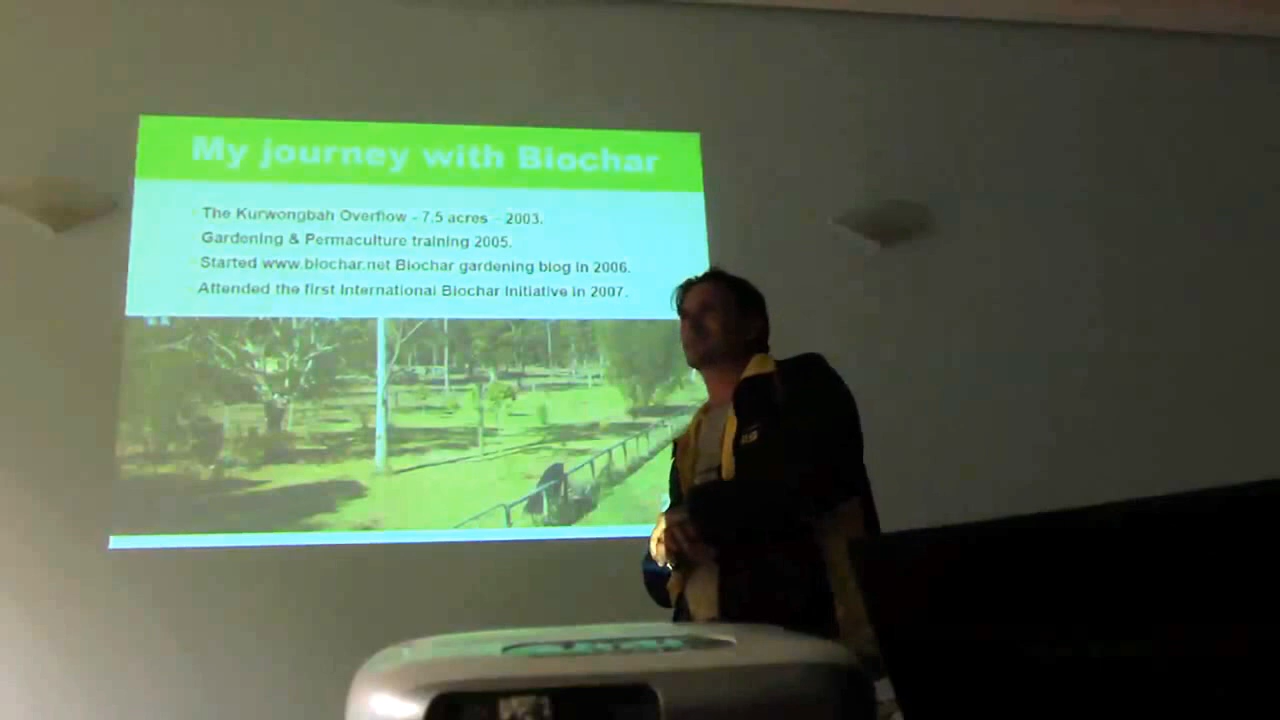 My journey with Biochar
The Kurwongbah Overflow - 7.5 acres – 2003.
Gardening & Permaculture training 2005.
Started www.biochar.net Biochar gardening blog in 2006.
Attended the first International Biochar Initiative in 2007.